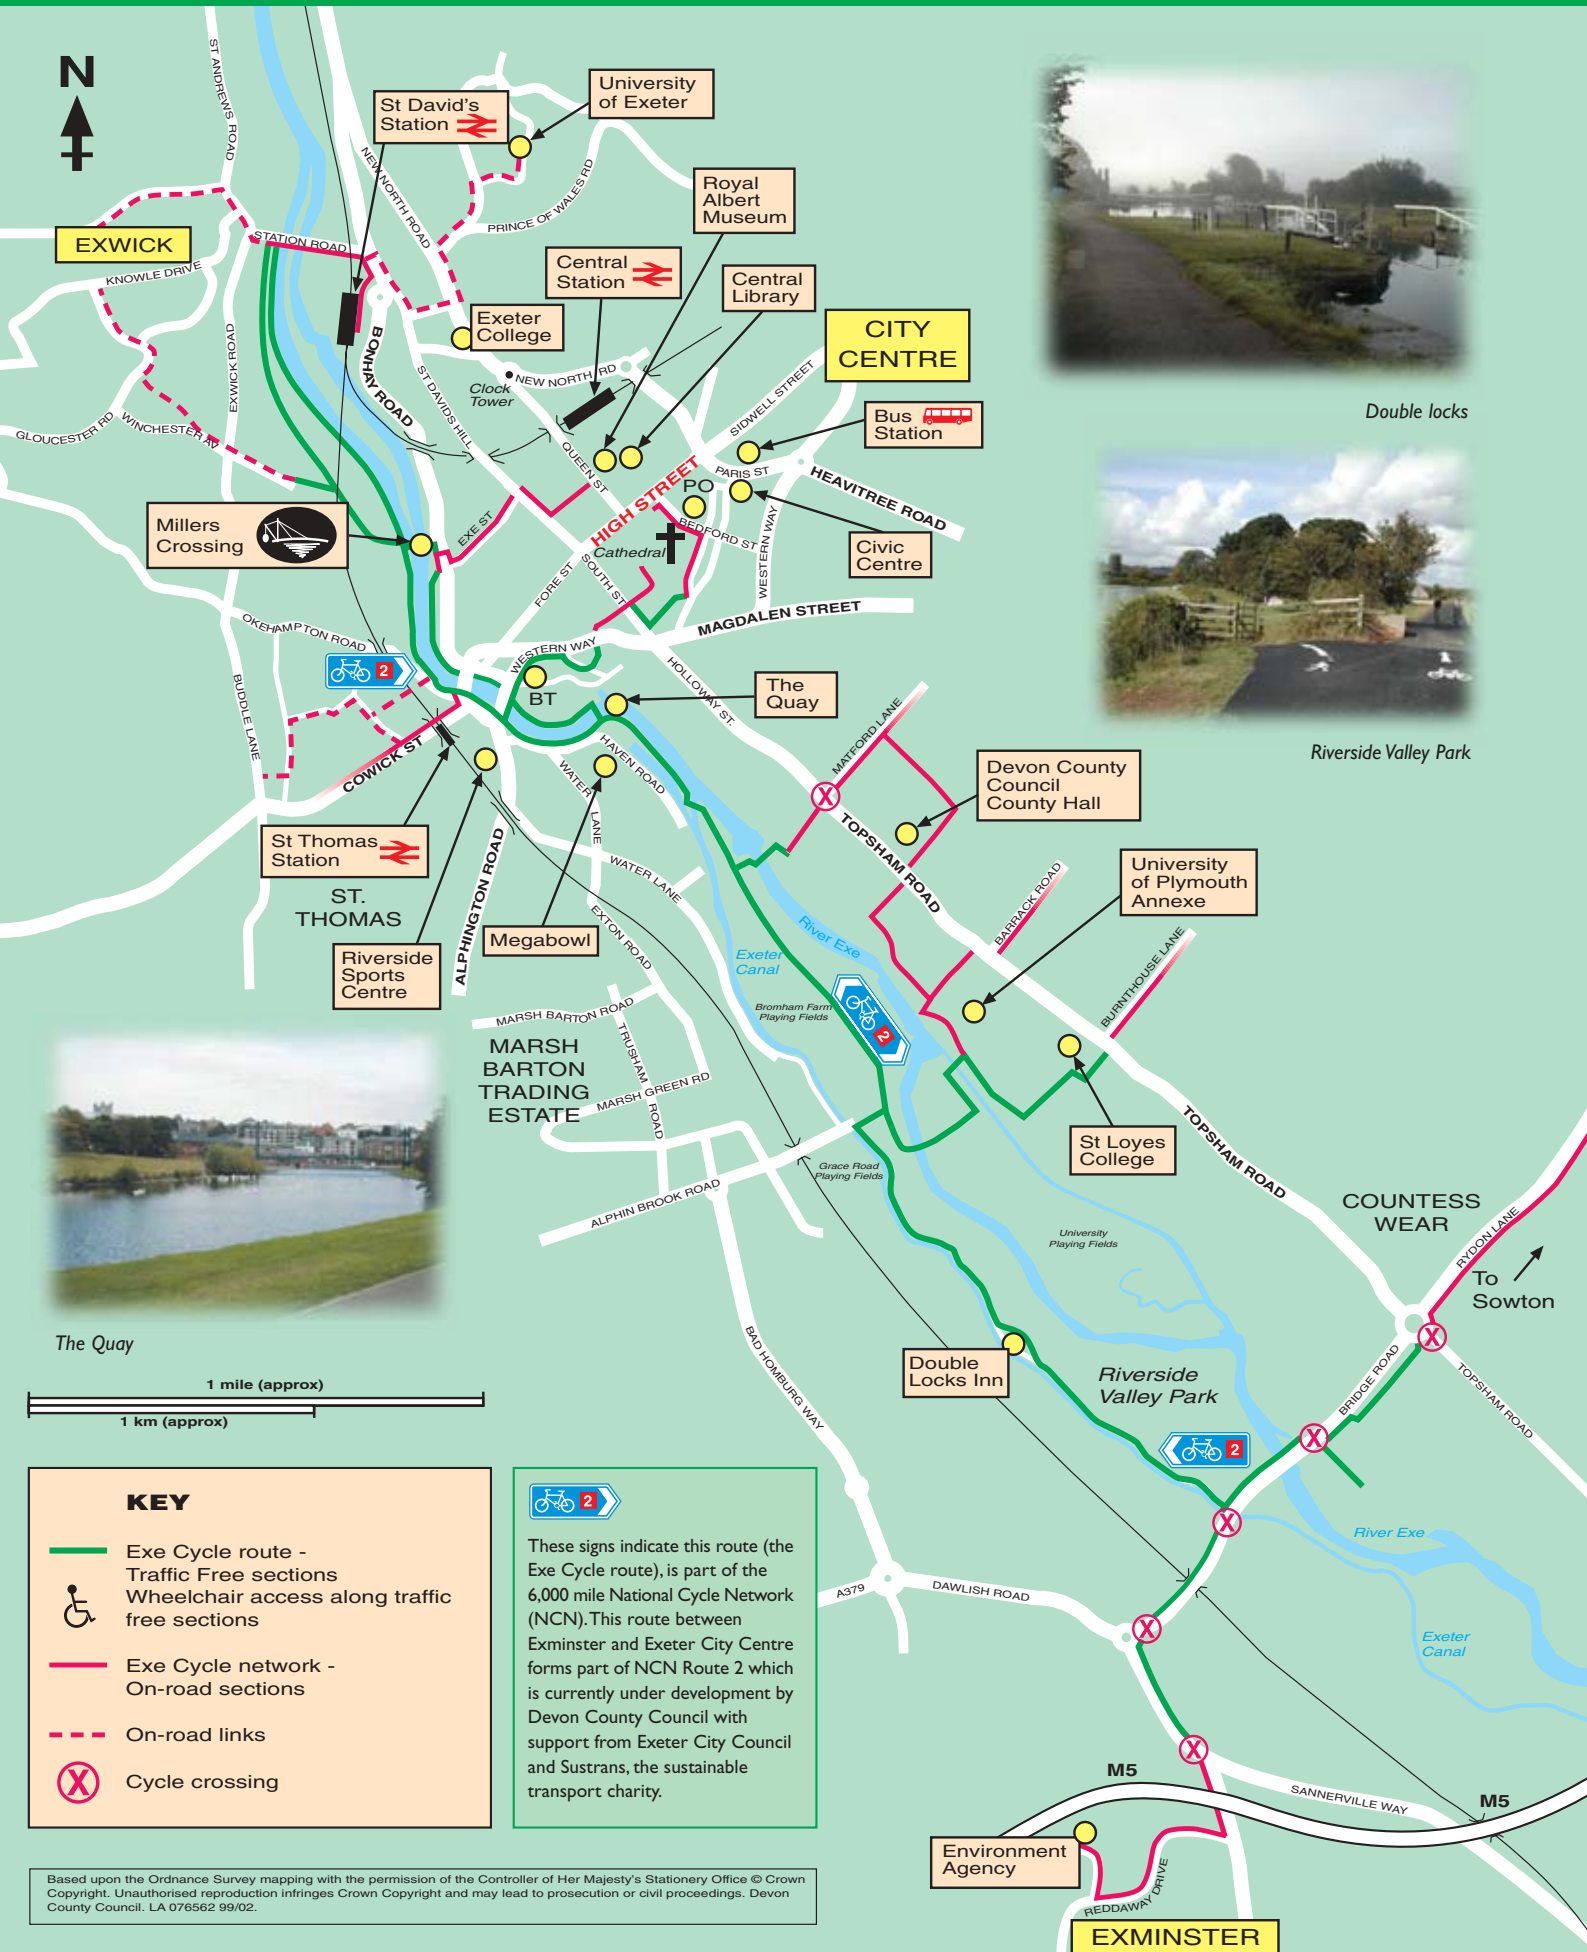 N
ST ANDREWS ROAD
St David's
Station
University
of Exeter
NEW NORTH ROAD
PRINCE OF WALES RD
Royal
Albert
Museum
EXWICK
STATION ROAD
KNOWLE DRIVE
Central
Station
Central
Library
Exeter
College
CITY
CENTRE
EXWICK ROAD
BONHAY ROAD
ST DAVIDS HILL
Clock
Tower
NEW NORTH RD
SIDWELL STREET
Double locks
Bus
Station
GLOUCESTER RD
WINCHESTER AV
QUEEN ST
HIGH STREET
PARIS ST
HEAVITREE ROAD
PO
BEDFORD ST
WESTERN WAY
Millers
Crossing
EXE ST
Cathedral
Civic
Centre
FORE ST
SOUTH ST
MAGDALEN STREET
OKEHAMPTON ROAD
2
WESTERN WAY
BT
HOLLOWAY ST.
The
Quay
BUDDLE LANE
COWICK ST
WATER
LANE
HAVEN ROAD
MATFORD LANE
Riverside Valley Park
Devon County
Council
County Hall
X
TOPSHAM ROAD
St Thomas
Station
ST.
THOMAS
ALPHINGTON ROAD
WATER LANE
University
of Plymouth
Annexe
BARRACK ROAD
Riverside
Sports
Centre
Megabowl
EXTON ROAD
River Exe
Exeter
Canal
BURNTHOUSE LANE
Bromham Farm
Playing Fields
2
MARSH BARTON ROAD
MARSH
BARTON
TRADING
ESTATE
TRUSHAM
ROAD
MARSH GREEN RD
St Loyes
College
TOPSHAM ROAD
Grace Road
Playing Fields
ALPHIN BROOK ROAD
COUNTESS
WEAR
University
Playing Fields
RYDON LANE
To
Sowton
The Quay
X
BAD HOMBURG WAY
Double
Locks Inn
Riverside
Valley Park
BRIDGE ROAD
TOPSHAM ROAD
1 mile (approx)
1 km (approx)
2
X
X
River Exe
KEY
Exe Cycle route -
Traffic Free sections
Wheelchair access along traffic
free sections
Exe Cycle network -
On-road sections
On-road links
X
Cycle crossing
2
These signs indicate this route (the
Exe Cycle route), is part of the
6,000 mile National Cycle Network
(NCN). This route between
Exminster and Exeter City Centre
forms part of NCN Route 2 which
is currently under development by
Devon County Council with
support from Exeter City Council
and Sustrans, the sustainable
transport charity.
A379
DAWLISH ROAD
X
Exeter
Canal
X
M5
SANNERVILLE WAY
M5
Environment
Agency
REDDAWAY DRIVE
EXMINSTER
Based upon the Ordnance Survey mapping with the permission of the Controller of Her Majesty's Stationery Office © Crown
Copyright. Unauthorised reproduction infringes Crown Copyright and may lead to prosecution or civil proceedings. Devon
County Council. LA 076562 99/02.